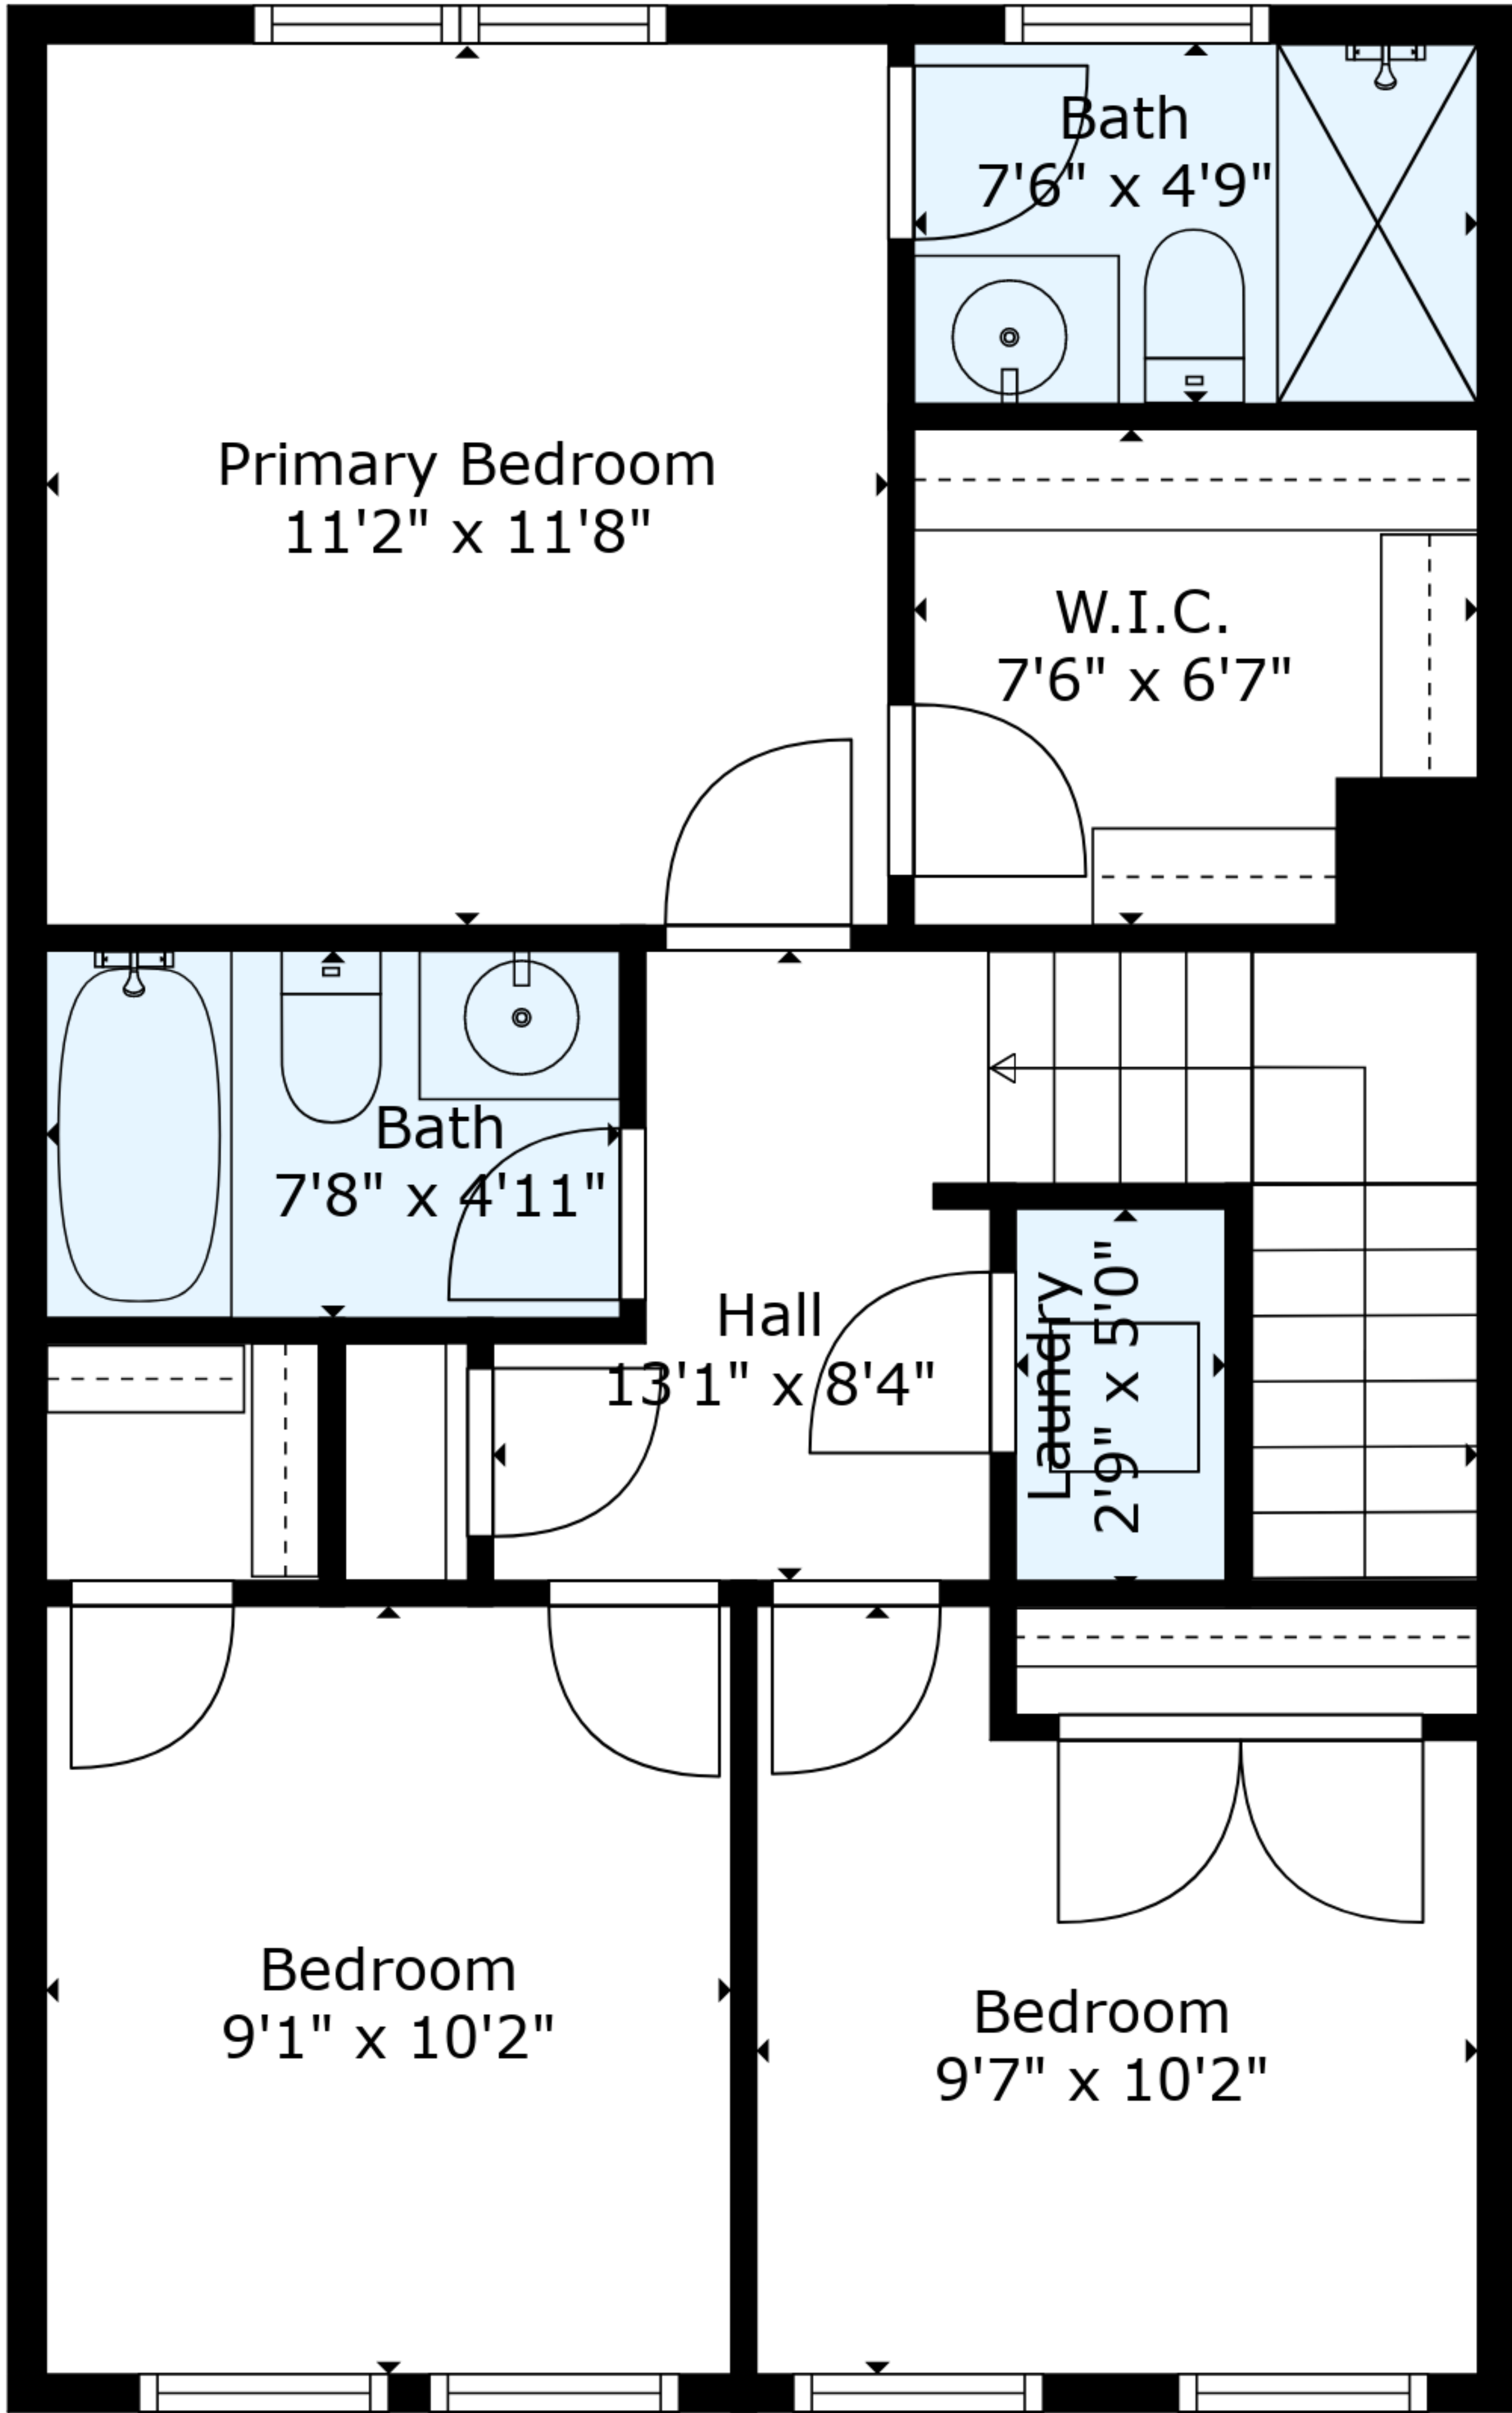 Bath
7'6" x 4'9"
Primary Bedroom
11'2" x 11'8"
W.I.C.
7'6" x 6'7"
Bath
7'8" x 4'11"
Hall
13'1" x 8'4"
Laundry
2'9" x 5'0"
Bedroom
9'1" x 10'2"
Bedroom
9'7" x 10'2"